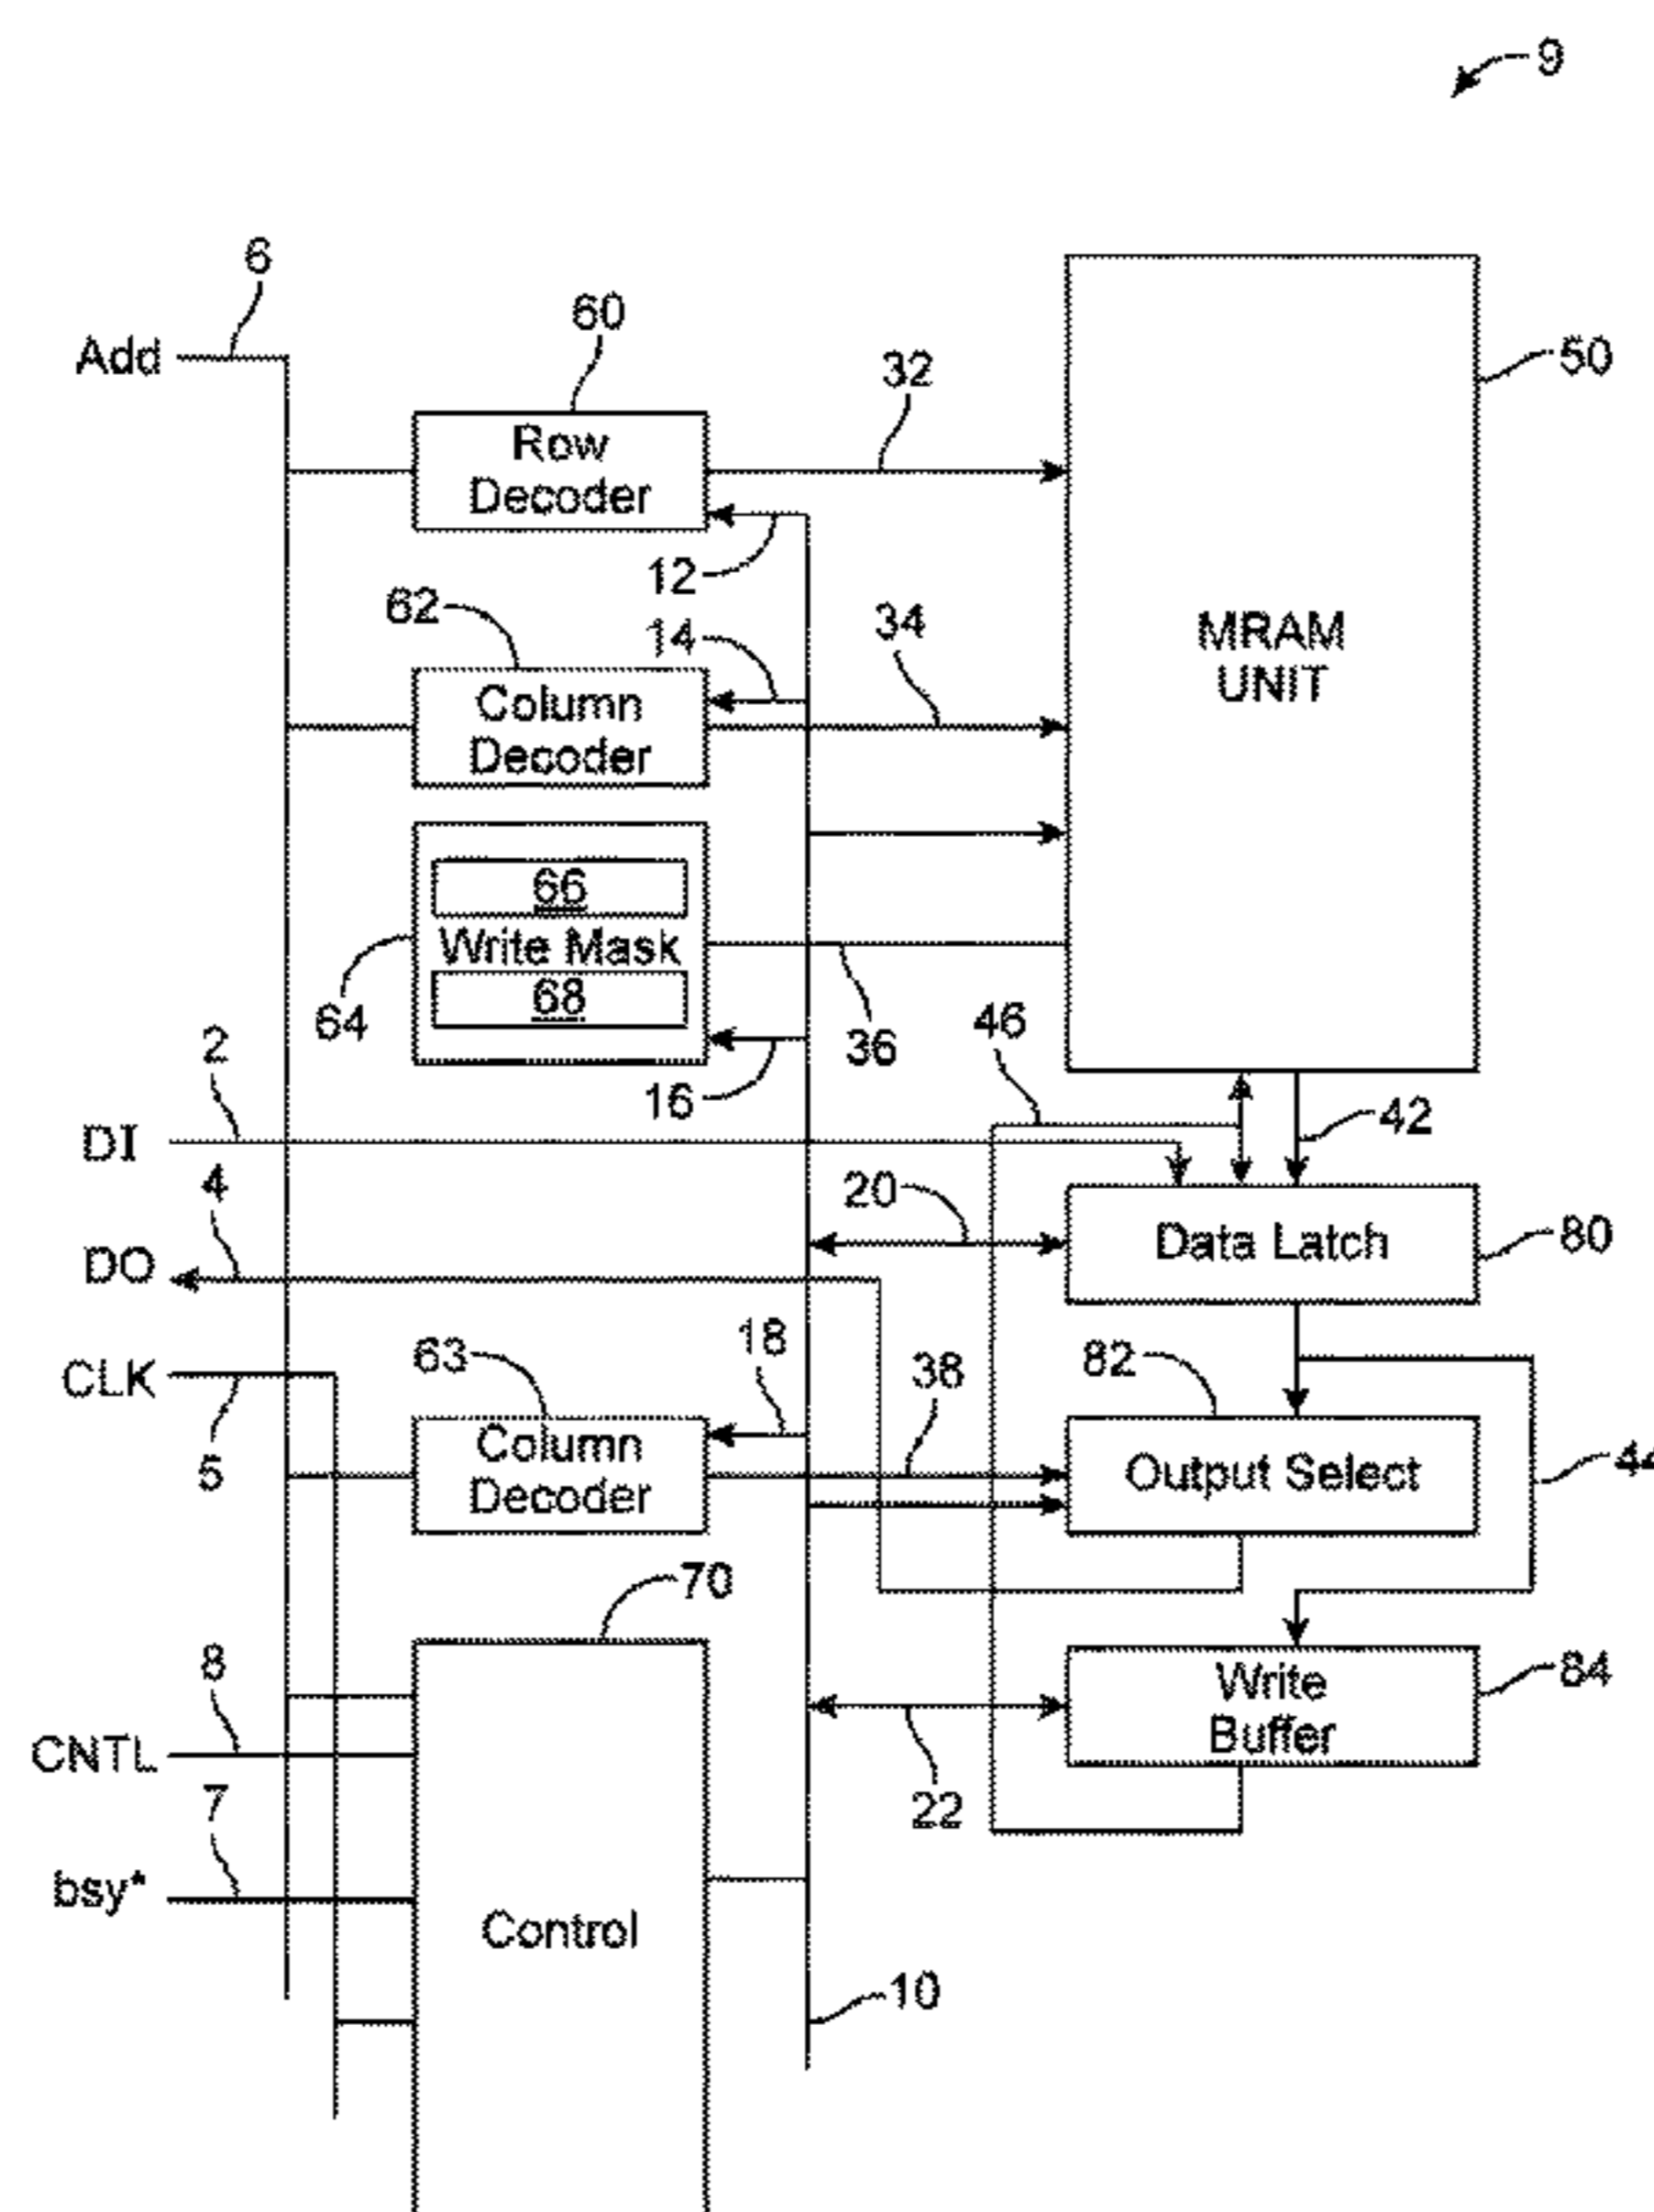 9
6
Add
60
Row
Decoder
32
50
12
62
14
34
Column
Decoder
MRAM
UNIT
66
Write Mask
68
64
36
16
46
42
2
DI
4
DO
20
Data Latch
80
CLK
5
63
18
38
82
Column
Decoder
Output Select
44
70
8
CNTL
7
bsy*
Control
22
Write
Buffer
84
10